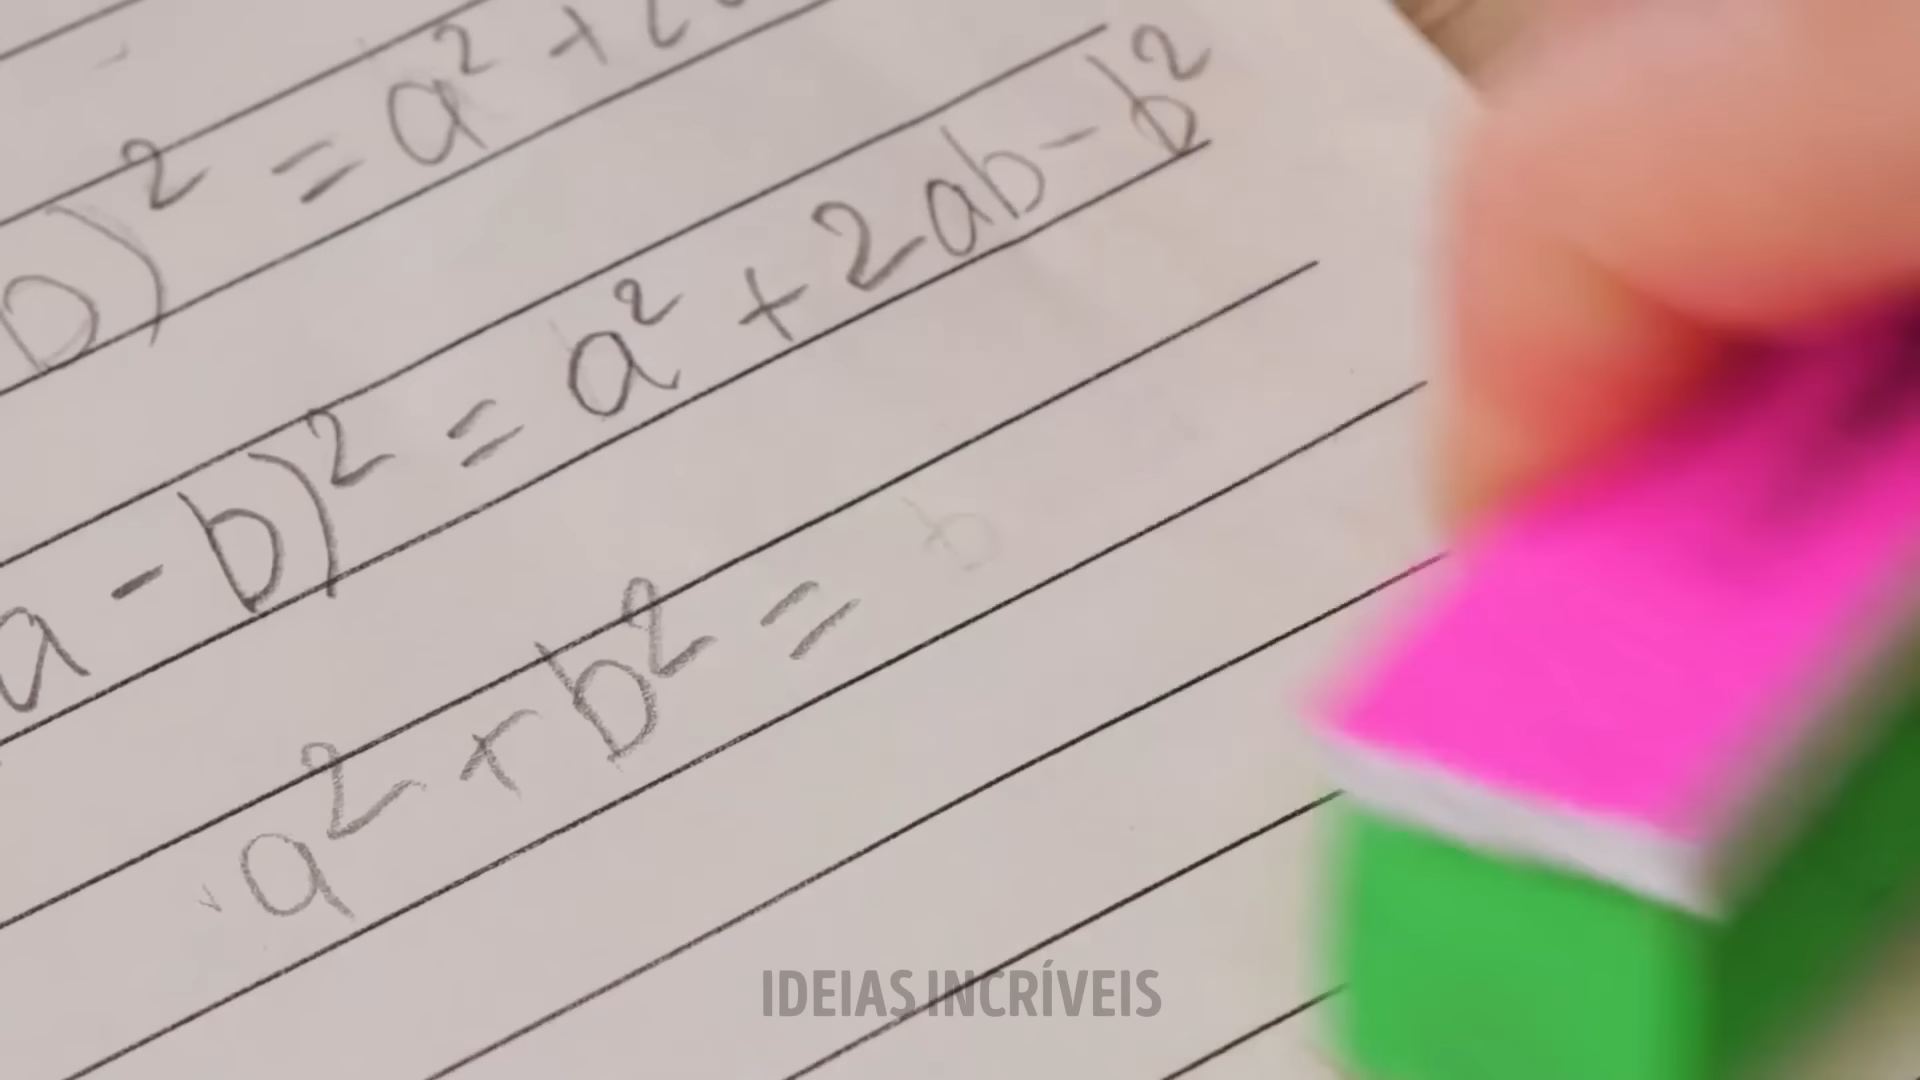 b)² = a² + 2
a - b)² = a² + 2ab - b²
a² + b² = b
IDEIAS INCRÍVEIS